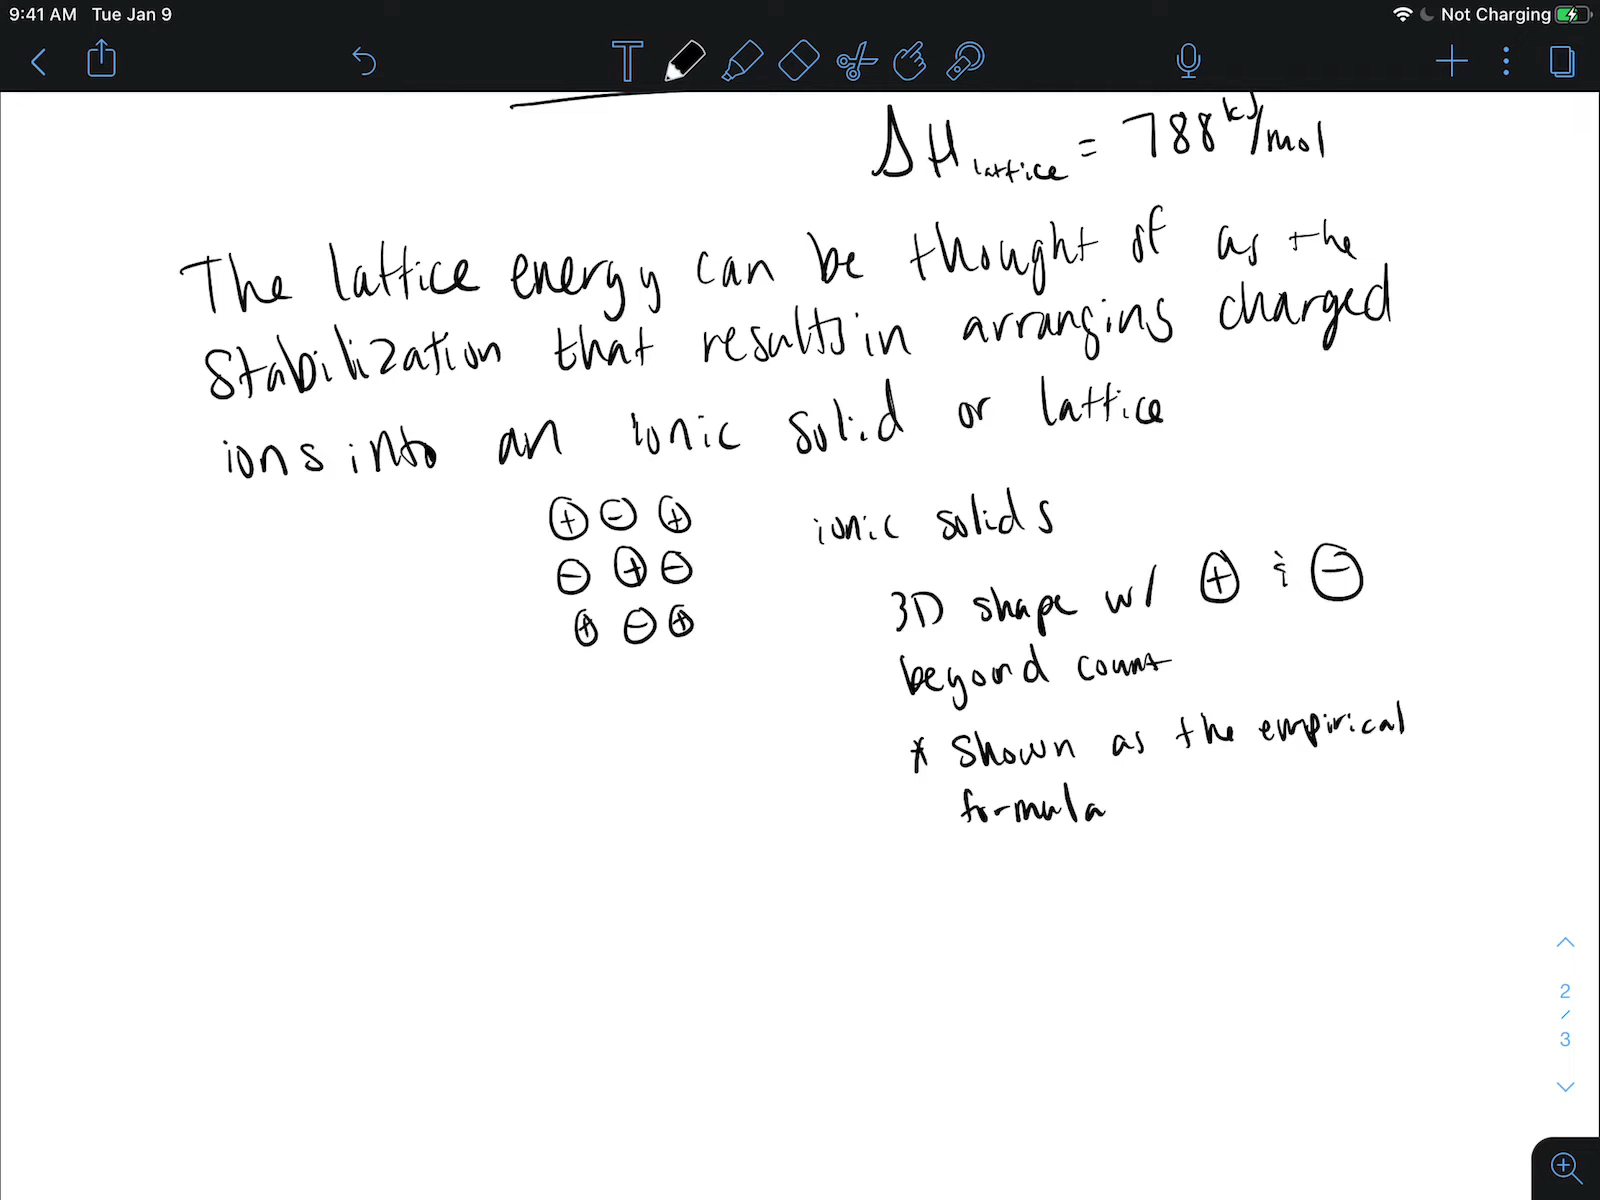 9:41 AM Tue Jan 9
Not Charging
T
ΔH lattice = 788 kJ/mol
The lattice energy can be thought of as the
stabilization that results in arranging charged
ions into an ionic solid or lattice
+ − +
− + −
+ − +
ionic solids
3D shape w/ + & −
beyond count
* Shown as the empirical
formula
2
/
3